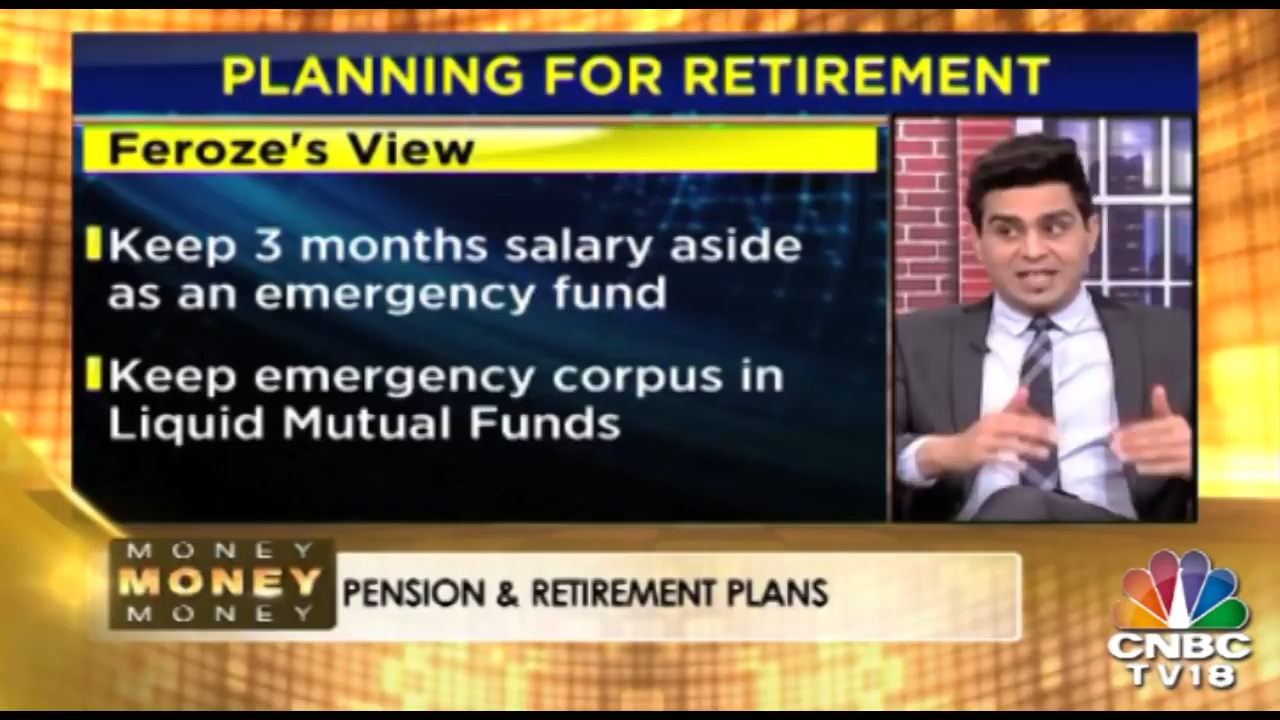 PLANNING FOR RETIREMENT
Feroze's View
Keep 3 months salary aside
as an emergency fund
Keep emergency corpus in
Liquid Mutual Funds
MONEY
MONEY
MONEY
PENSION & RETIREMENT PLANS
CNBC
TV18